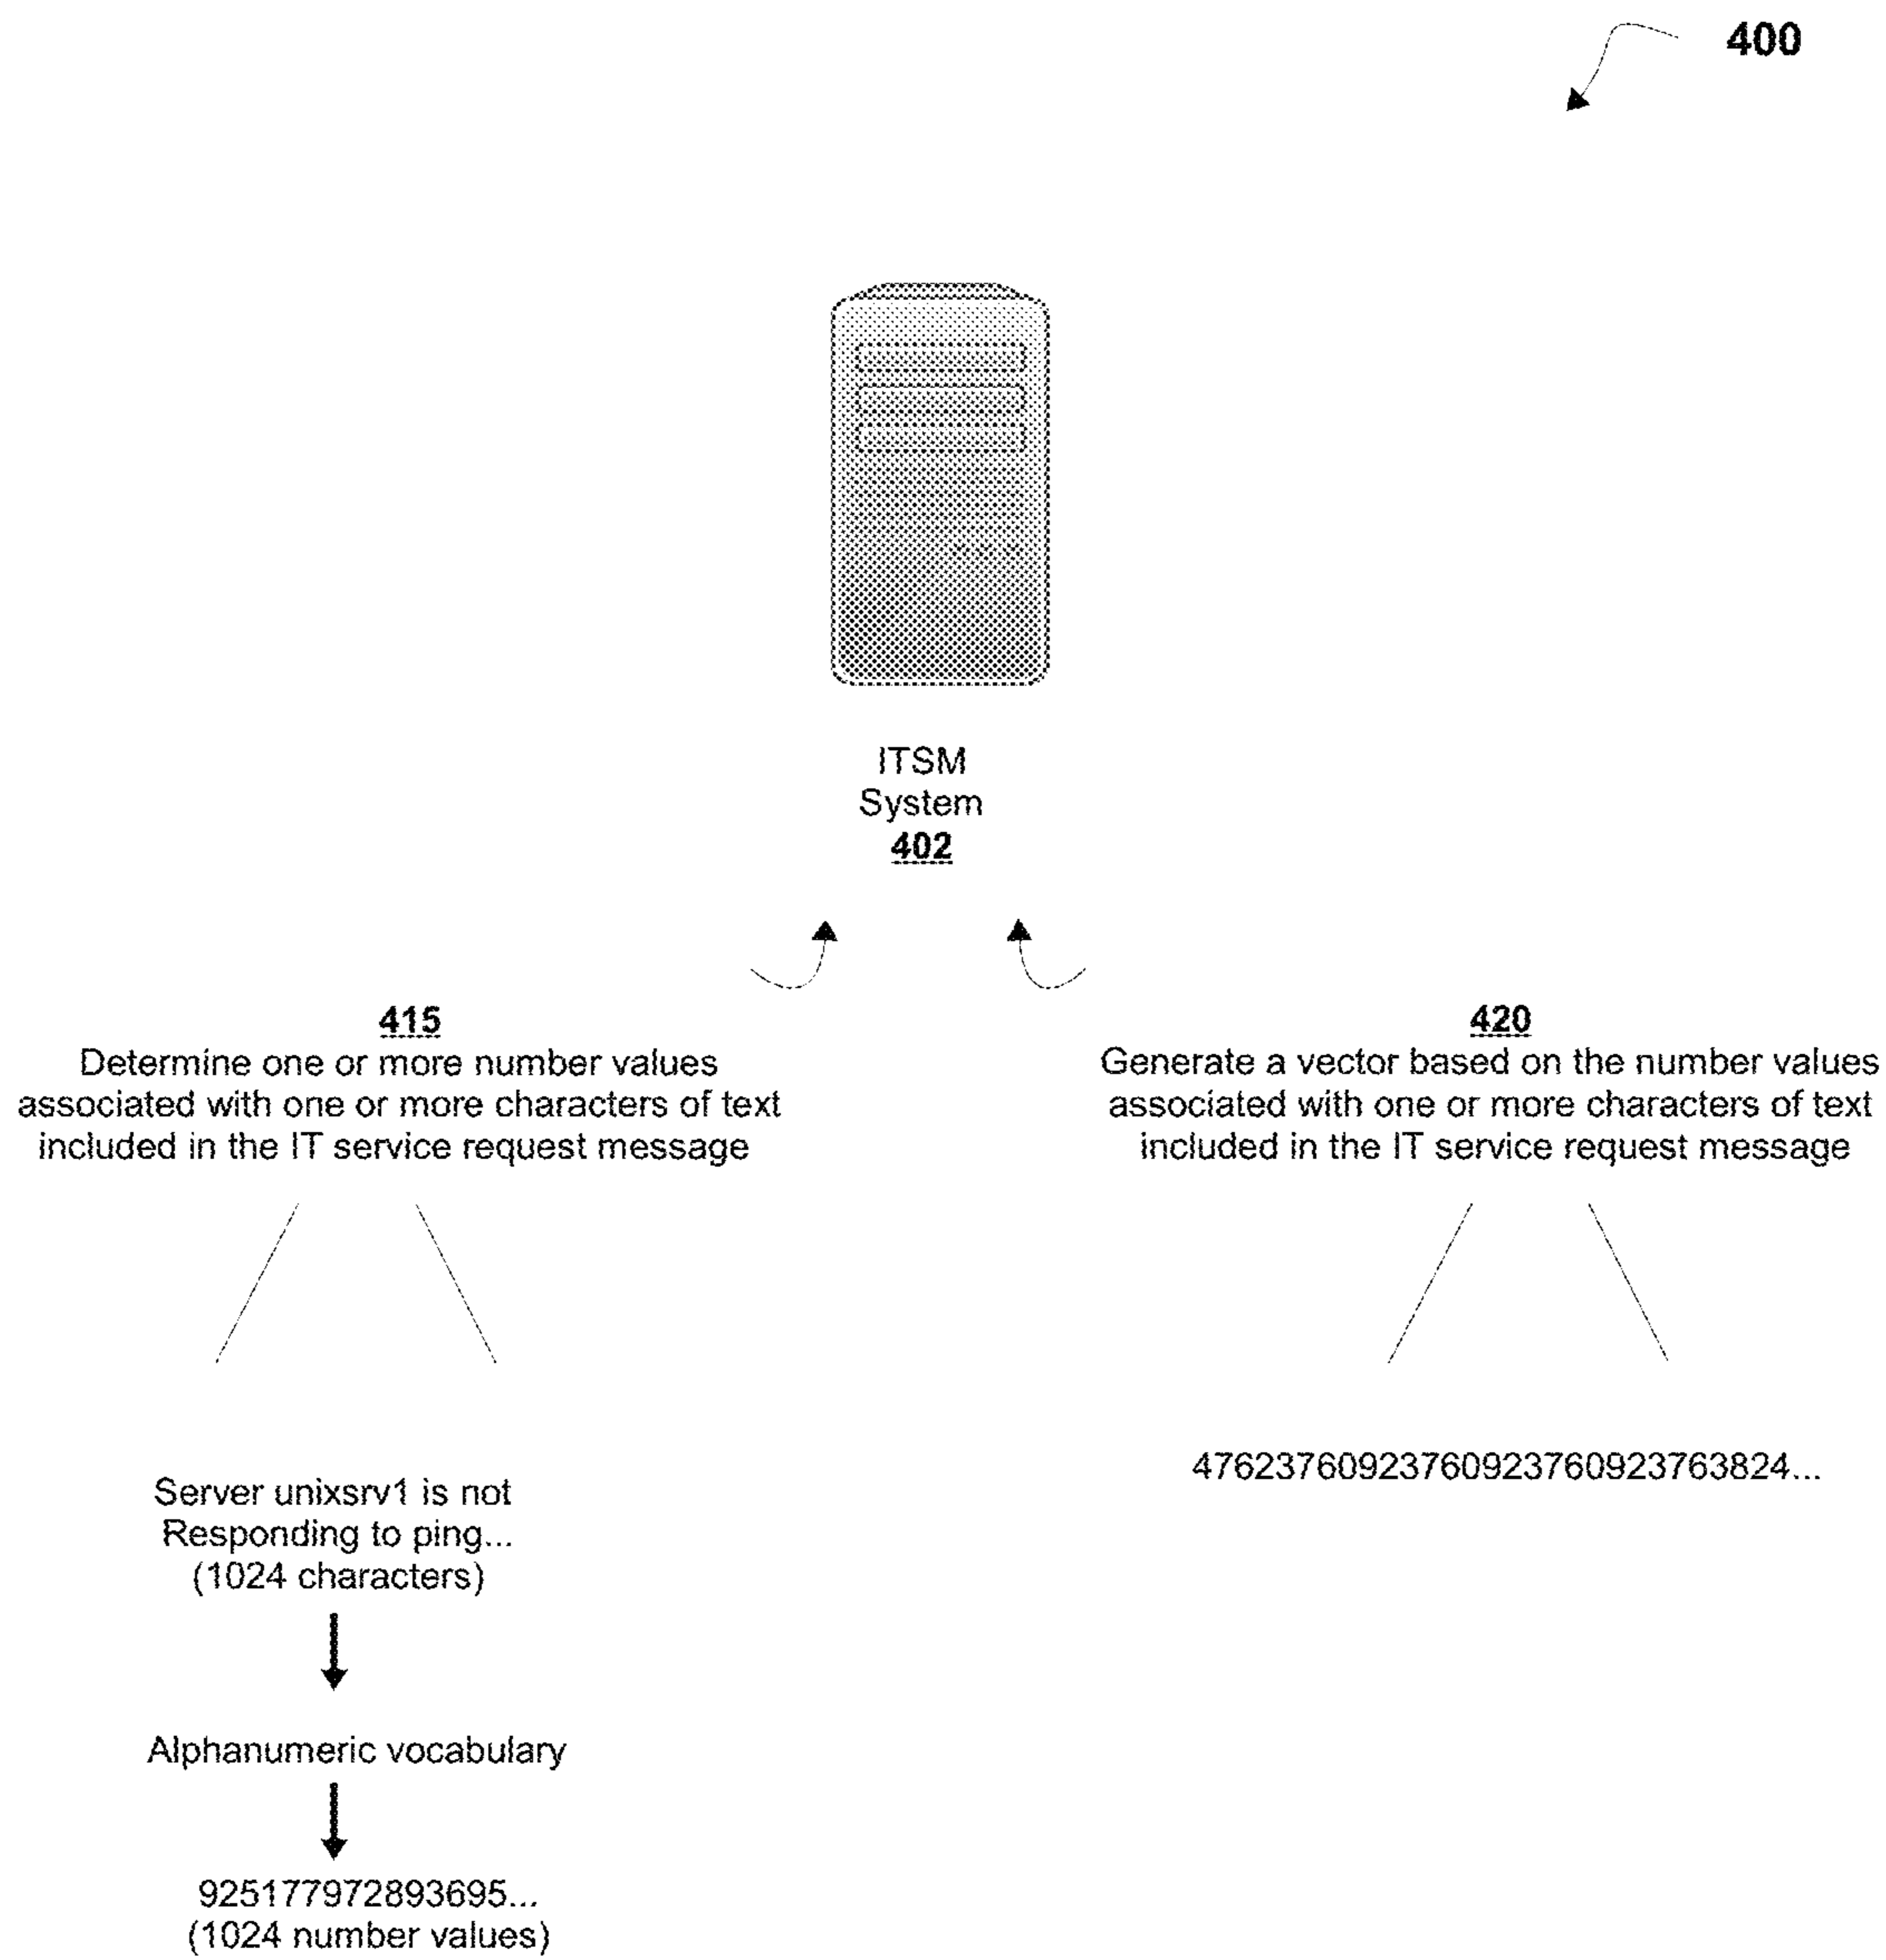 400
ITSM
System
402
415
Determine one or more number values
associated with one or more characters of text
included in the IT service request message
420
Generate a vector based on the number values
associated with one or more characters of text
included in the IT service request message
Server unixsrv1 is not
Responding to ping...
(1024 characters)
Alphanumeric vocabulary
925177972893695...
(1024 number values)
47623760923760923760923763824...